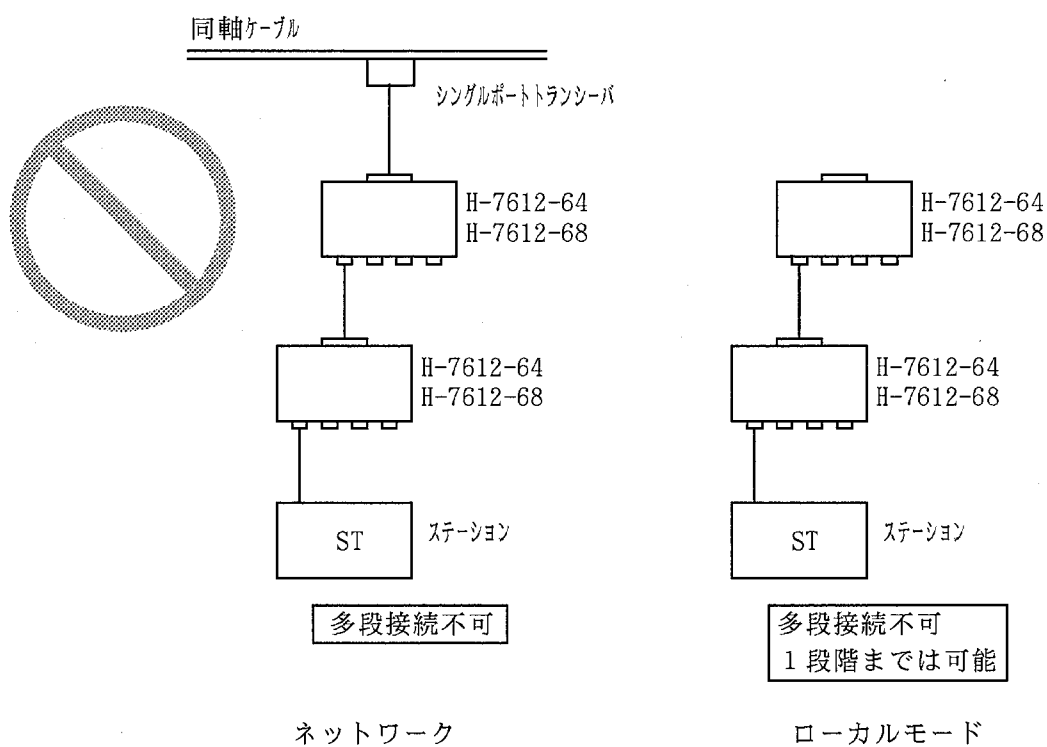 同軸ケーブル
シングルポートトランシーバ
H-7612-64
H-7612-68
H-7612-64
H-7612-68
ST
ステーション
多段接続不可
ネットワーク
H-7612-64
H-7612-68
H-7612-64
H-7612-68
ST
ステーション
多段接続不可
1段階までは可能
ローカルモード